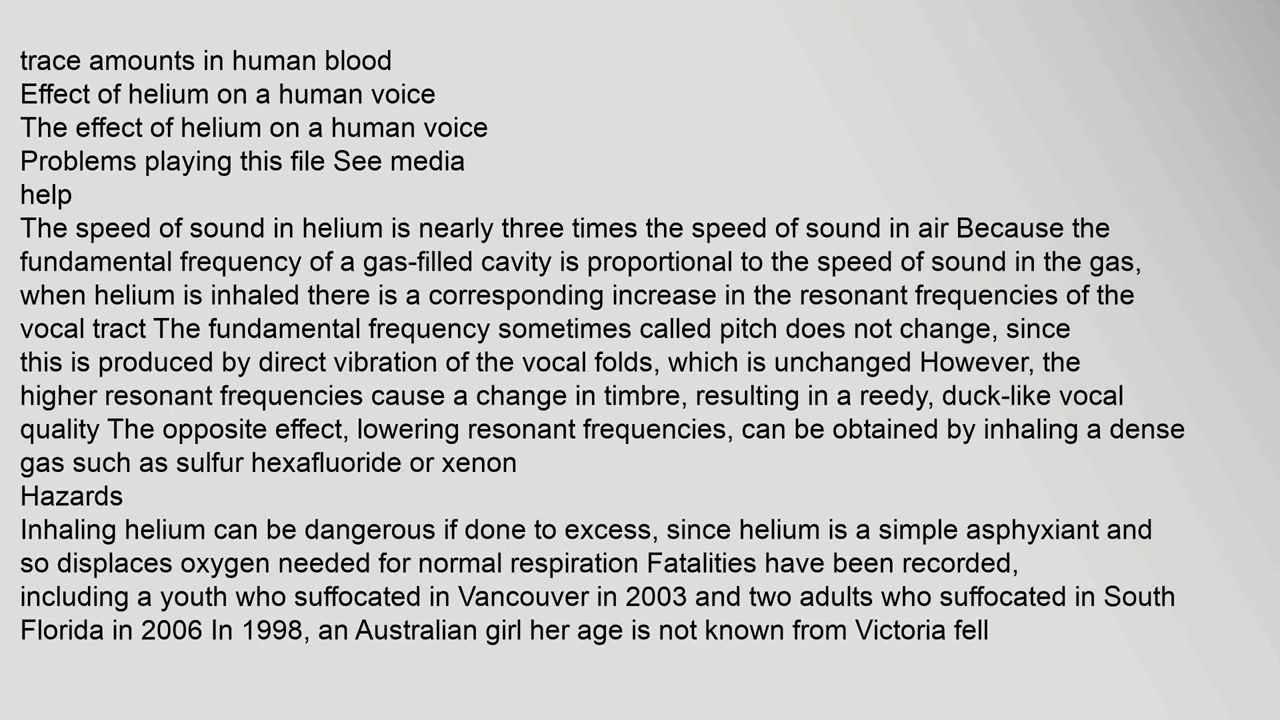 trace amounts in human blood
Effect of helium on a human voice
The effect of helium on a human voice
Problems playing this file See media
help
The speed of sound in helium is nearly three times the speed of sound in air Because the
fundamental frequency of a gas-filled cavity is proportional to the speed of sound in the gas,
when helium is inhaled there is a corresponding increase in the resonant frequencies of the
vocal tract The fundamental frequency sometimes called pitch does not change, since
this is produced by direct vibration of the vocal folds, which is unchanged However, the
higher resonant frequencies cause a change in timbre, resulting in a reedy, duck-like vocal
quality The opposite effect, lowering resonant frequencies, can be obtained by inhaling a dense
gas such as sulfur hexafluoride or xenon
Hazards
Inhaling helium can be dangerous if done to excess, since helium is a simple asphyxiant and
so displaces oxygen needed for normal respiration Fatalities have been recorded,
including a youth who suffocated in Vancouver in 2003 and two adults who suffocated in South
Florida in 2006 In 1998, an Australian girl her age is not known from Victoria fell